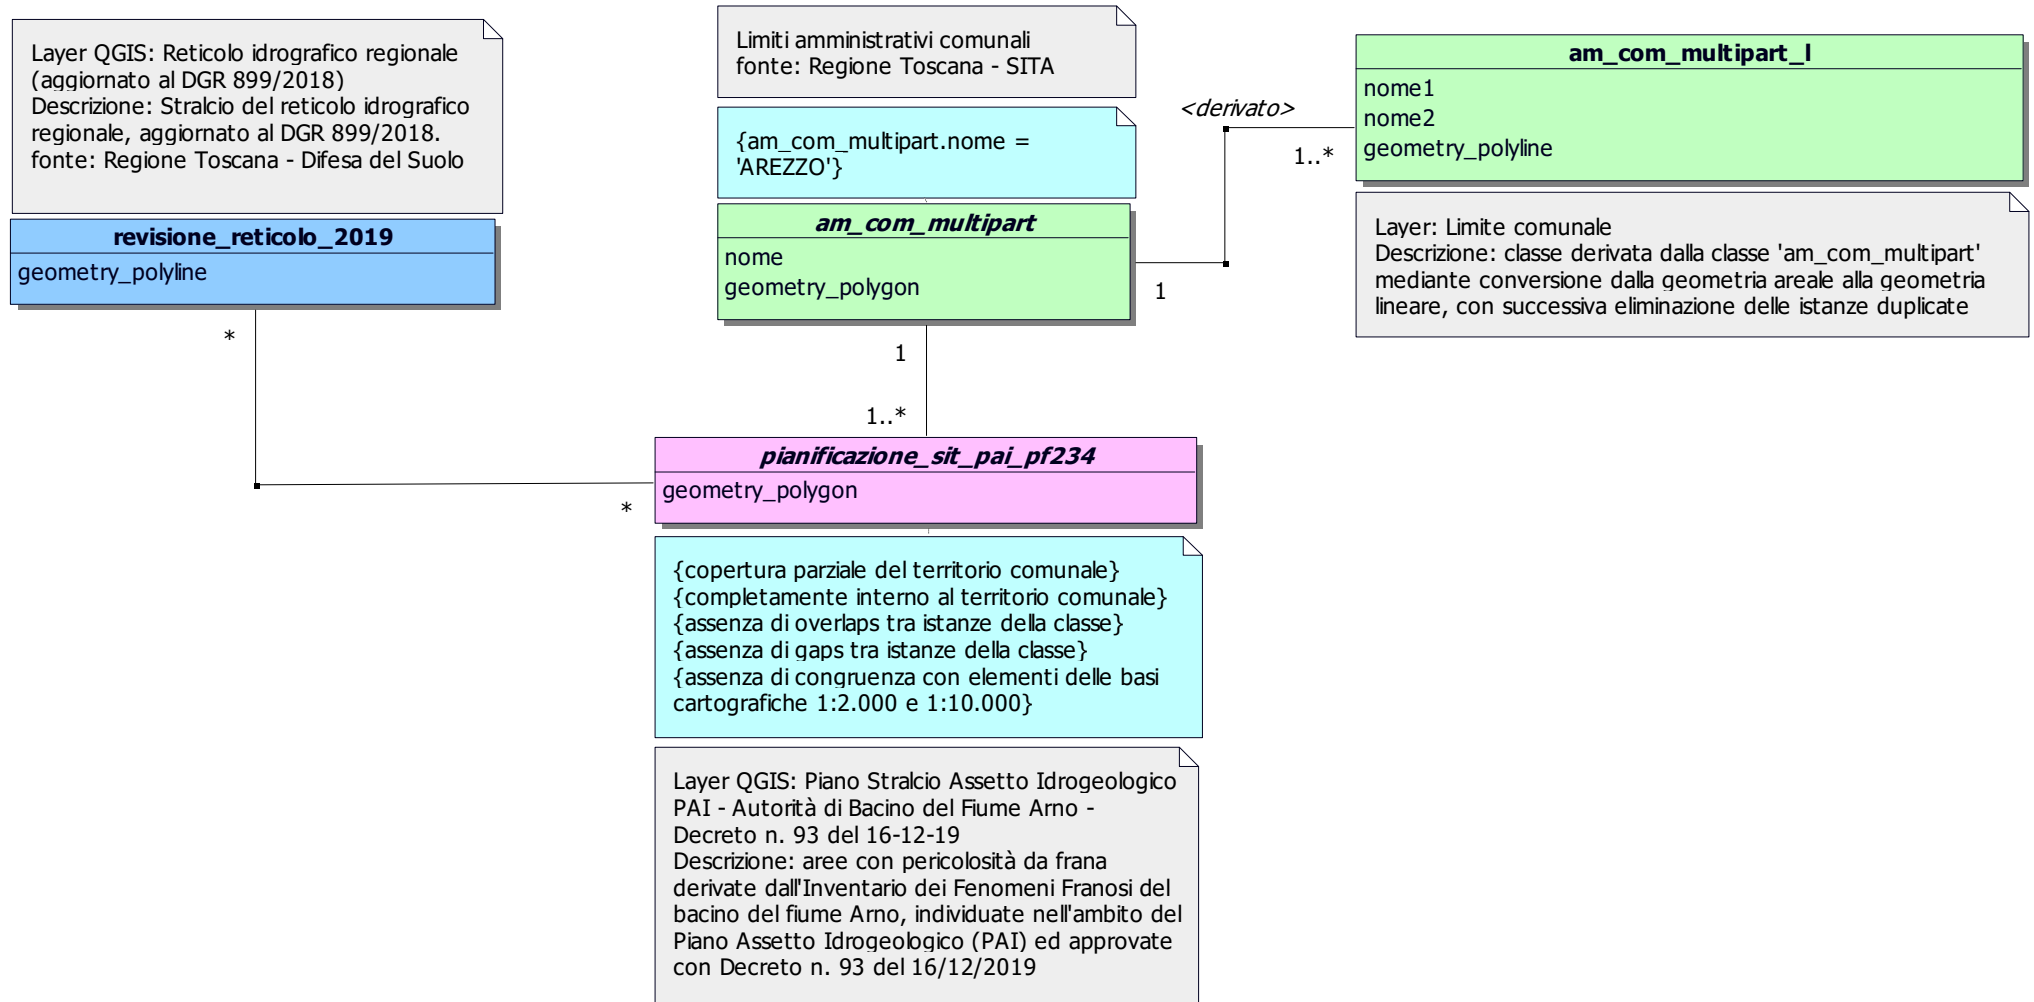 Layer QGIS: Reticolo idrografico regionale
(aggiornato al DGR 899/2018)
Descrizione: Stralcio del reticolo idrografico
regionale, aggiornato al DGR 899/2018.
fonte: Regione Toscana - Difesa del Suolo
revisione_reticolo_2019
geometry_polyline
*
Limiti amministrativi comunali
fonte: Regione Toscana - SITA
{am_com_multipart.nome =
'AREZZO'}
am_com_multipart
nome
geometry_polygon
1
<derivato>
1..*
am_com_multipart_l
nome1
nome2
geometry_polyline
Layer: Limite comunale
Descrizione: classe derivata dalla classe 'am_com_multipart'
mediante conversione dalla geometria areale alla geometria
lineare, con successiva eliminazione delle istanze duplicate
1
1..*
*
pianificazione_sit_pai_pf234
geometry_polygon
{copertura parziale del territorio comunale}
{completamente interno al territorio comunale}
{assenza di overlaps tra istanze della classe}
{assenza di gaps tra istanze della classe}
{assenza di congruenza con elementi delle basi
cartografiche 1:2.000 e 1:10.000}
Layer QGIS: Piano Stralcio Assetto Idrogeologico
PAI - Autorità di Bacino del Fiume Arno -
Decreto n. 93 del 16-12-19
Descrizione: aree con pericolosità da frana
derivate dall'Inventario dei Fenomeni Franosi del
bacino del fiume Arno, individuate nell'ambito del
Piano Assetto Idrogeologico (PAI) ed approvate
con Decreto n. 93 del 16/12/2019